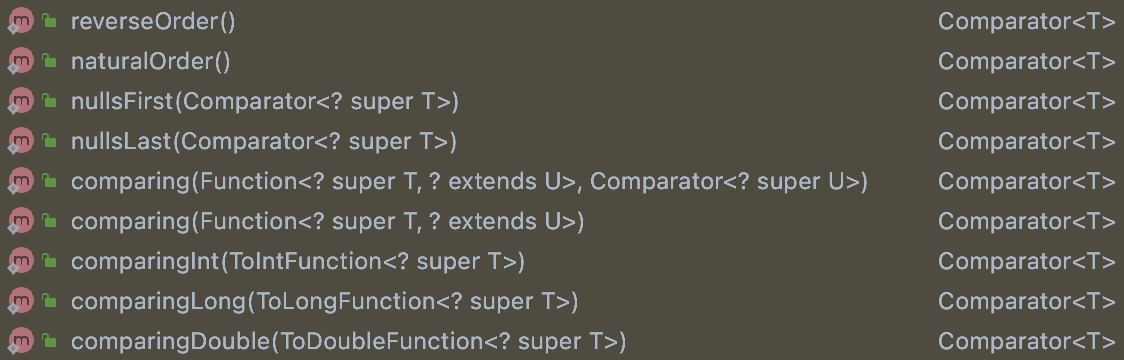 m reverseOrder() Comparator<T>
m naturalOrder() Comparator<T>
m nullsFirst(Comparator<? super T>) Comparator<T>
m nullsLast(Comparator<? super T>) Comparator<T>
m comparing(Function<? super T, ? extends U>, Comparator<? super U>) Comparator<T>
m comparing(Function<? super T, ? extends U>) Comparator<T>
m comparingInt(ToIntFunction<? super T>) Comparator<T>
m comparingLong(ToLongFunction<? super T>) Comparator<T>
m comparingDouble(ToDoubleFunction<? super T>) Comparator<T>